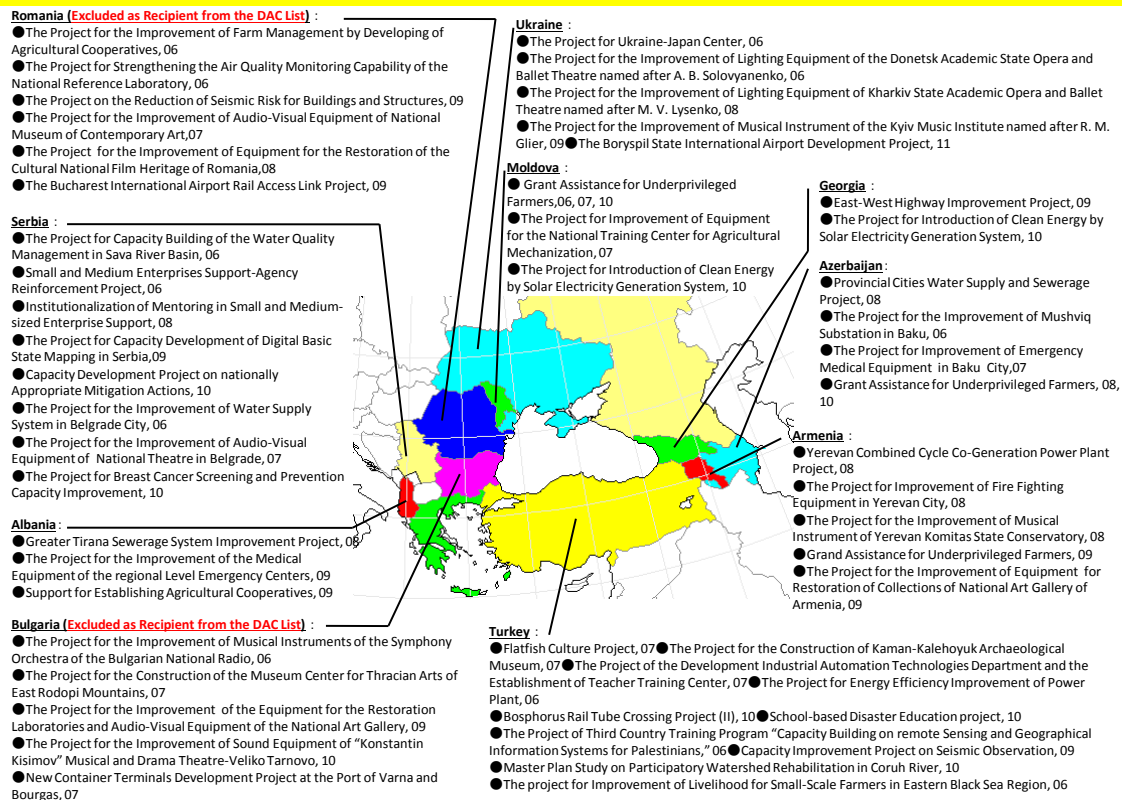 Romania (Excluded as Recipient from the DAC List) :
●The Project for the Improvement of Farm Management by Developing of
Agricultural Cooperatives, 06
●The Project for Strengthening the Air Quality Monitoring Capability of the
National Reference Laboratory, 06
●The Project on the Reduction of Seismic Risk for Buildings and Structures, 09
●The Project for the Improvement of Audio-Visual Equipment of National
Museum of Contemporary Art,07
●The Project for the Improvement of Equipment for the Restoration of the
Cultural National Film Heritage of Romania,08
●The Bucharest International Airport Rail Access Link Project, 09
Serbia :
●The Project for Capacity Building of the Water Quality
Management in Sava River Basin, 06
●Small and Medium Enterprises Support-Agency
Reinforcement Project, 06
●Institutionalization of Mentoring in Small and Medium-
sized Enterprise Support, 08
●The Project for Capacity Development of Digital Basic
State Mapping in Serbia,09
●Capacity Development Project on nationally
Appropriate Mitigation Actions, 10
●The Project for the Improvement of Water Supply
System in Belgrade City, 06
●The Project for the Improvement of Audio-Visual
Equipment of National Theatre in Belgrade, 07
●The Project for Breast Cancer Screening and Prevention
Capacity Improvement, 10
Albania :
●Greater Tirana Sewerage System Improvement Project, 08
●The Project for the Improvement of the Medical
Equipment of the regional Level Emergency Centers, 09
●Support for Establishing Agricultural Cooperatives, 09
Bulgaria (Excluded as Recipient from the DAC List) :
●The Project for the Improvement of Musical Instruments of the Symphony
Orchestra of the Bulgarian National Radio, 06
●The Project for the Construction of the Museum Center for Thracian Arts of
East Rodopi Mountains, 07
●The Project for the Improvement of the Equipment for the Restoration
Laboratories and Audio-Visual Equipment of the National Art Gallery, 09
●The Project for the Improvement of Sound Equipment of "Konstantin
Kisimov" Musical and Drama Theatre-Veliko Tarnovo, 10
●New Container Terminals Development Project at the Port of Varna and
Bourgas, 07
Ukraine :
●The Project for Ukraine-Japan Center, 06
●The Project for the Improvement of Lighting Equipment of the Donetsk Academic State Opera and
Ballet Theatre named after A. B. Solovyanenko, 06
●The Project for the Improvement of Lighting Equipment of Kharkiv State Academic Opera and Ballet
Theatre named after M. V. Lysenko, 08
●The Project for the Improvement of Musical Instrument of the Kyiv Music Institute named after R. M.
Glier, 09●The Boryspil State International Airport Development Project, 11
Moldova :
● Grant Assistance for Underprivileged
Farmers,06, 07, 10
●The Project for Improvement of Equipment
for the National Training Center for Agricultural
Mechanization, 07
●The Project for Introduction of Clean Energy
by Solar Electricity Generation System, 10
Georgia :
●East-West Highway Improvement Project, 09
●The Project for Introduction of Clean Energy by
Solar Electricity Generation System, 10
Azerbaijan:
●Provincial Cities Water Supply and Sewerage
Project, 08
●The Project for the Improvement of Mushviq
Substation in Baku, 06
●The Project for Improvement of Emergency
Medical Equipment in Baku City,07
●Grant Assistance for Underprivileged Farmers, 08,
10
Armenia :
●Yerevan Combined Cycle Co-Generation Power Plant
Project, 08
●The Project for Improvement of Fire Fighting
Equipment in Yerevan City, 08
●The Project for the Improvement of Musical
Instrument of Yerevan Komitas State Conservatory, 08
●Grand Assistance for Underprivileged Farmers, 09
●The Project for the Improvement of Equipment for
Restoration of Collections of National Art Gallery of
Armenia, 09
Turkey :
●Flatfish Culture Project, 07●The Project for the Construction of Kaman-Kalehoyuk Archaeological
Museum, 07●The Project of the Development Industrial Automation Technologies Department and the
Establishment of Teacher Training Center, 07●The Project for Energy Efficiency Improvement of Power
Plant, 06
●Bosphorus Rail Tube Crossing Project (II), 10●School-based Disaster Education project, 10
●The Project of Third Country Training Program "Capacity Building on remote Sensing and Geographical
Information Systems for Palestinians," 06●Capacity Improvement Project on Seismic Observation, 09
●Master Plan Study on Participatory Watershed Rehabilitation in Coruh River, 10
●The project for Improvement of Livelihood for Small-Scale Farmers in Eastern Black Sea Region, 06